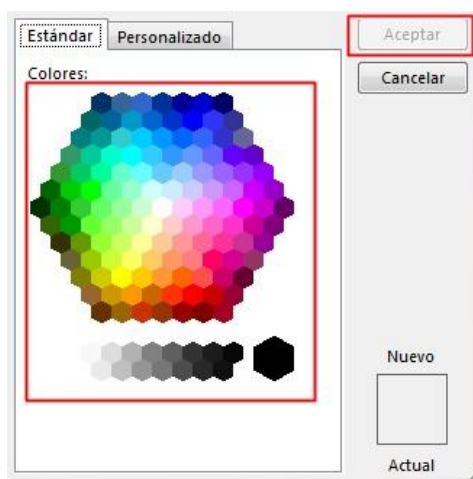 Estándar Personalizado
Aceptar
Colores:
Cancelar
Nuevo
Actual